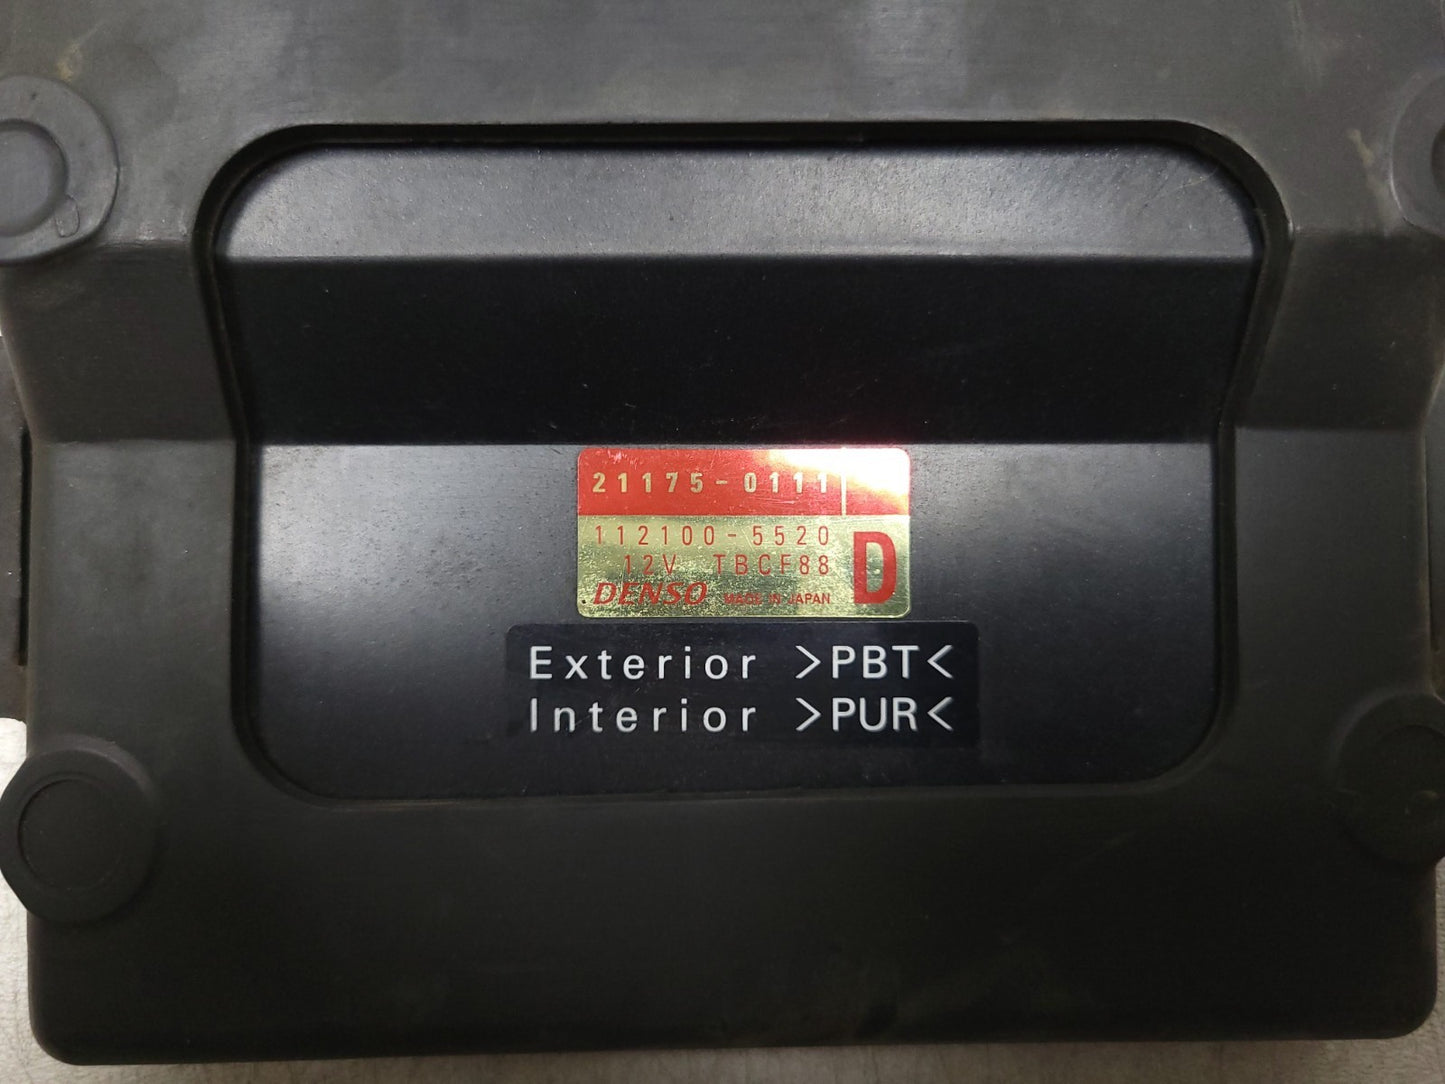 21175-0111
112100-5520
12V TBCF88 D
DENSO MADE IN JAPAN
Exterior >PBT<
Interior >PUR<